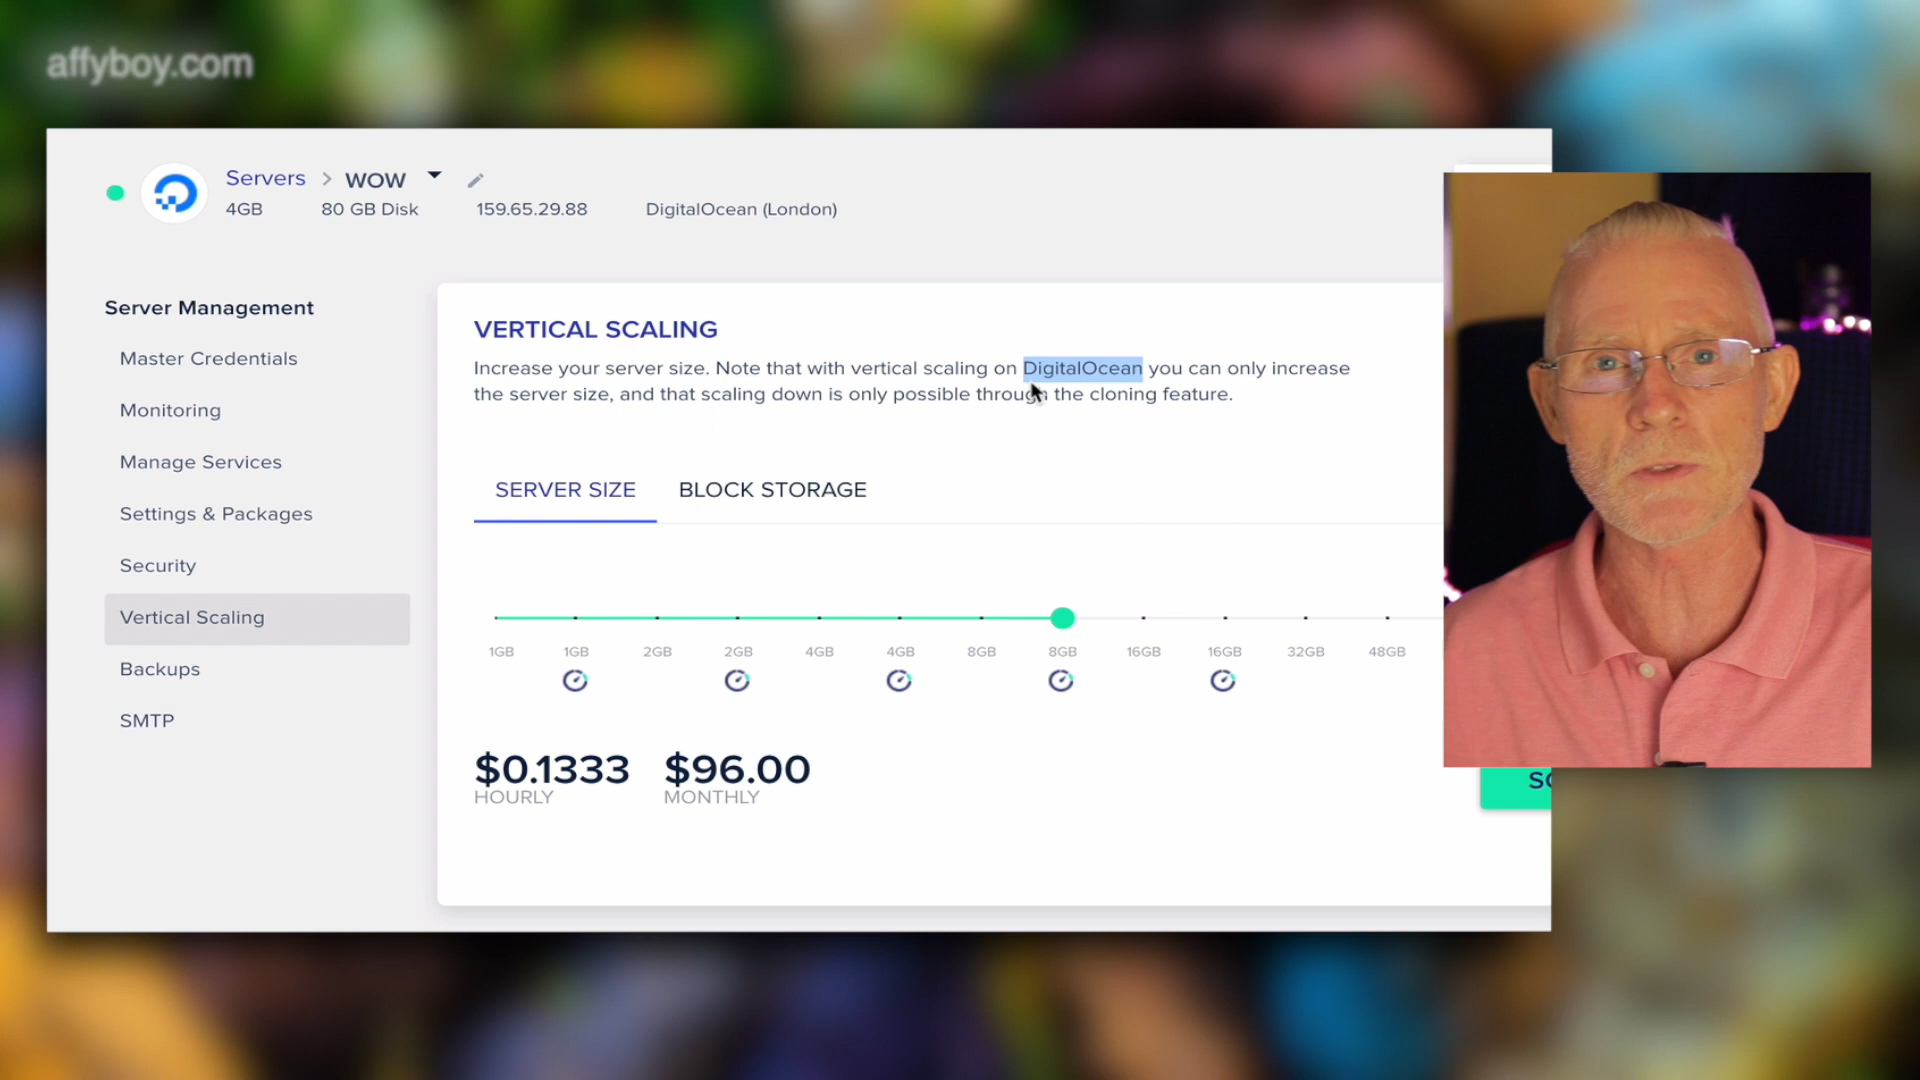 affyboy.com
Servers > WOW
4GB 80 GB Disk 159.65.29.88 DigitalOcean (London)
Server Management
Master Credentials
Monitoring
Manage Services
Settings & Packages
Security
Vertical Scaling
Backups
SMTP
VERTICAL SCALING
Increase your server size. Note that with vertical scaling on DigitalOcean you can only increase
the server size, and that scaling down is only possible through the cloning feature.
SERVER SIZE BLOCK STORAGE
1GB 1GB 2GB 2GB 4GB 4GB 8GB 8GB 16GB 16GB 32GB 48GB
$0.1333 $96.00
HOURLY MONTHLY